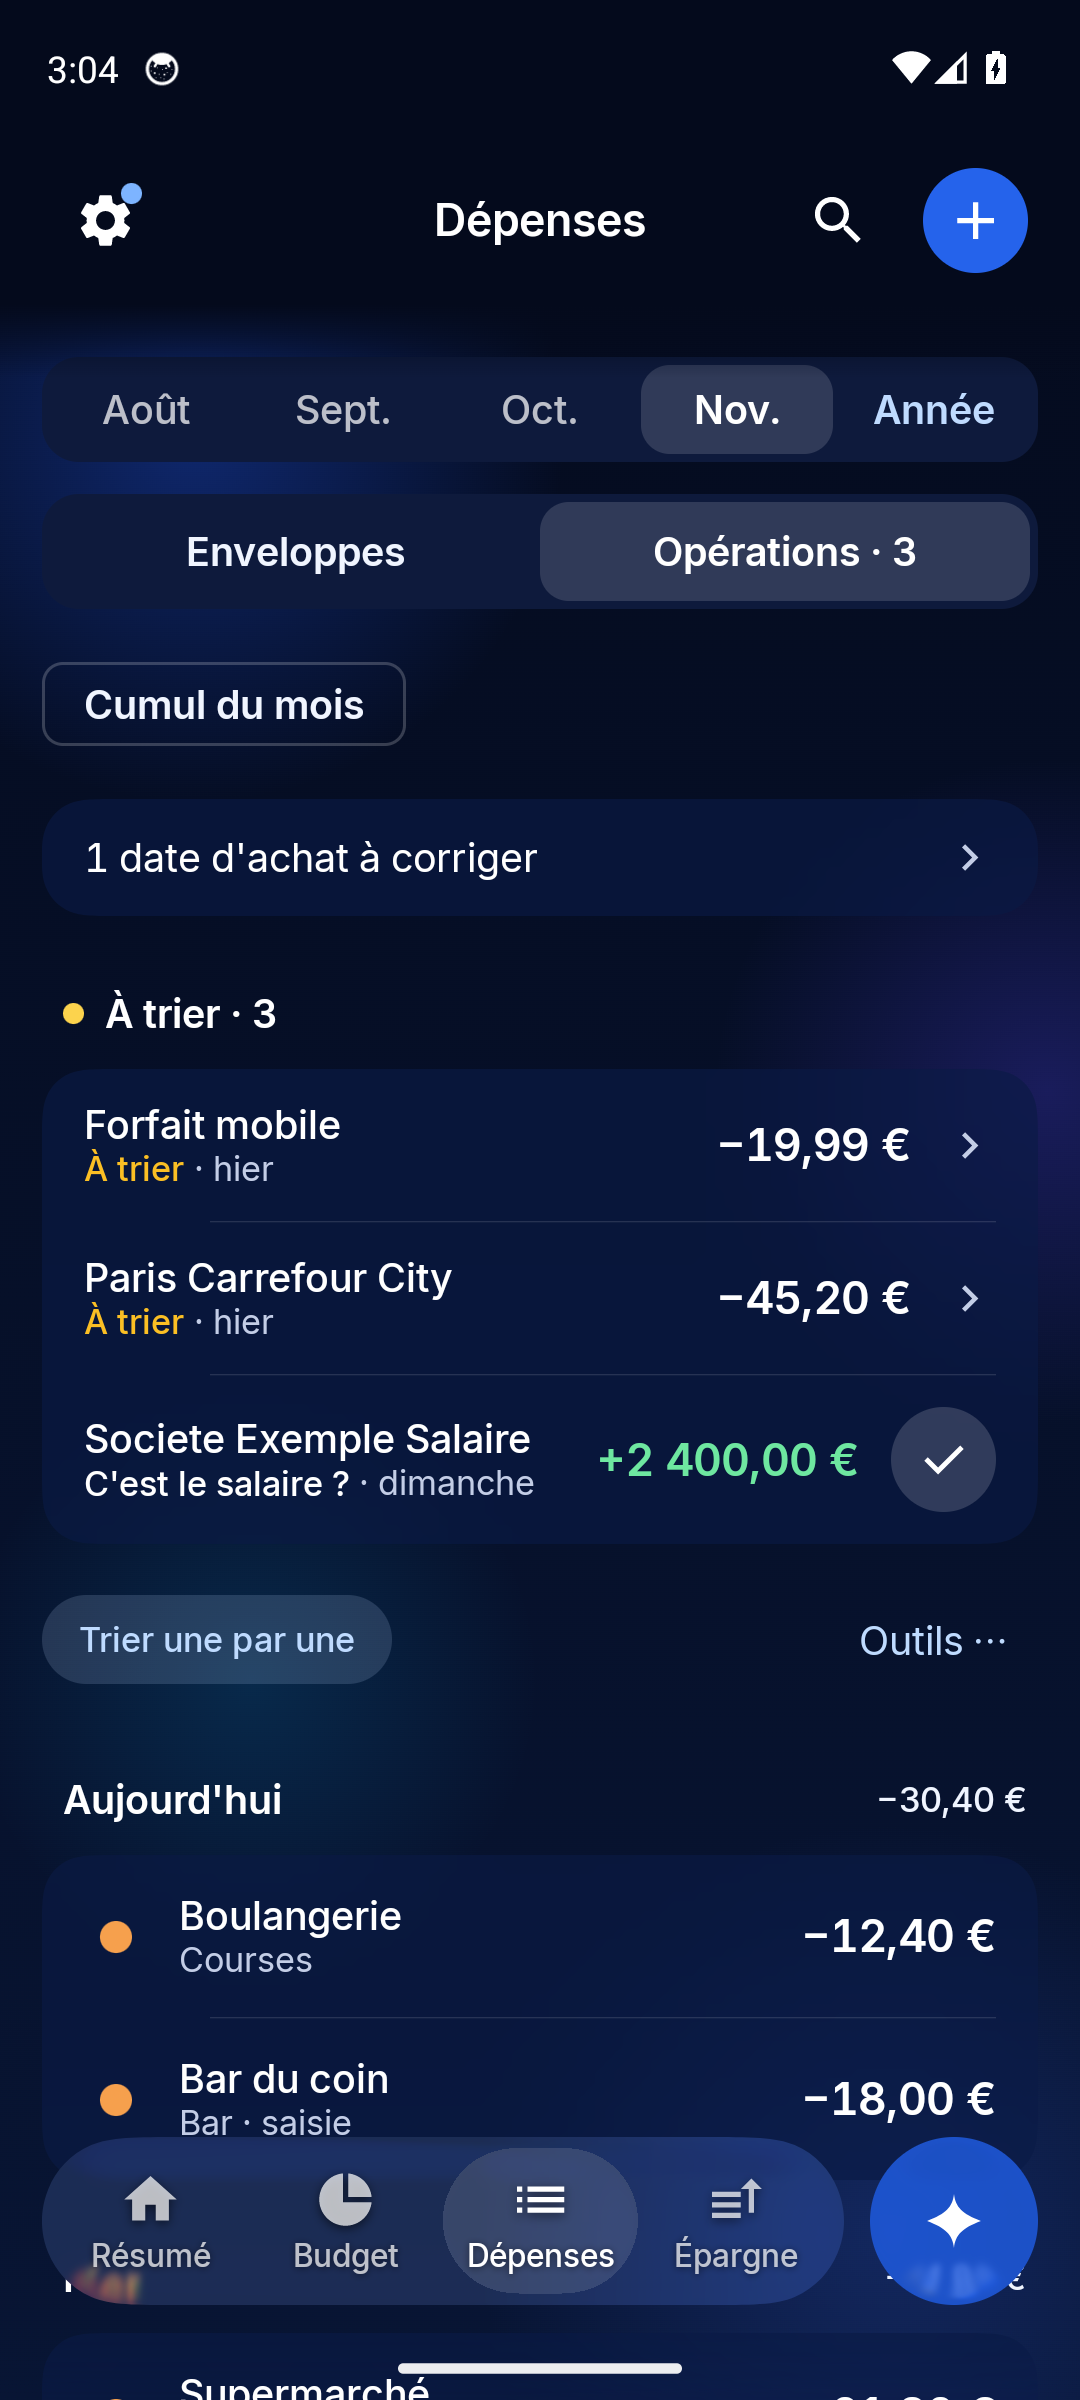 3:04
Dépenses
Août Sept. Oct. Nov. Année
Enveloppes Opérations · 3
Cumul du mois
1 date d'achat à corriger
À trier · 3
Forfait mobile
À trier · hier
−19,99 €
Paris Carrefour City
À trier · hier
−45,20 €
Societe Exemple Salaire
C'est le salaire ? · dimanche
+2 400,00 €
Trier une par une
Outils ···
Aujourd'hui
−30,40 €
Boulangerie
Courses
−12,40 €
Bar du coin
Bar · saisie
−18,00 €
Résumé Budget Dépenses Épargne
Supermarché